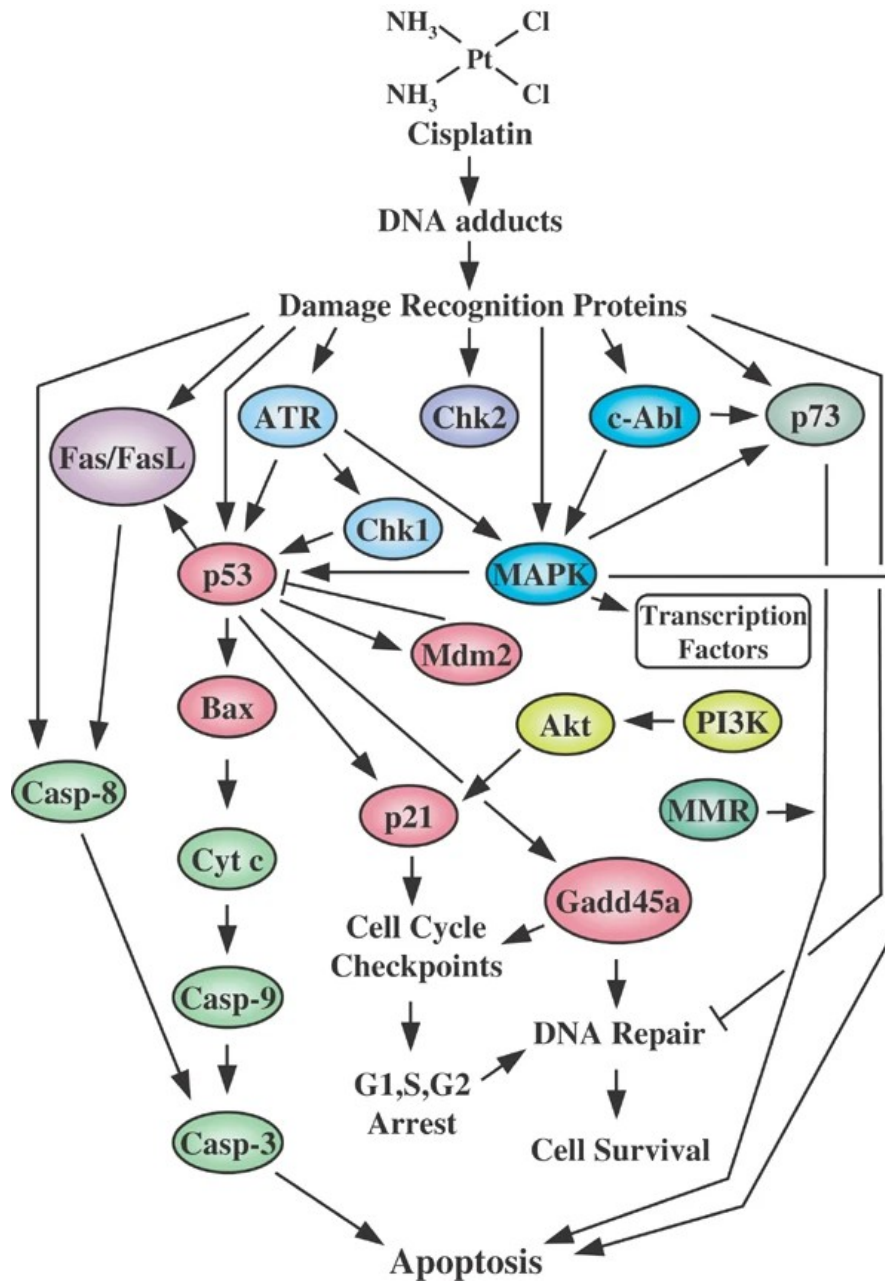 NH3 Cl
Pt
NH3 Cl
Cisplatin
DNA adducts
Damage Recognition Proteins
ATR
Chk2
c-Abl
p73
Fas/FasL
Chk1
p53
MAPK
Transcription
Factors
Mdm2
Bax
Akt
PI3K
Casp-8
p21
MMR
Cyt c
Gadd45a
Cell Cycle
Checkpoints
Casp-9
DNA Repair
G1,S,G2
Arrest
Casp-3
Cell Survival
Apoptosis